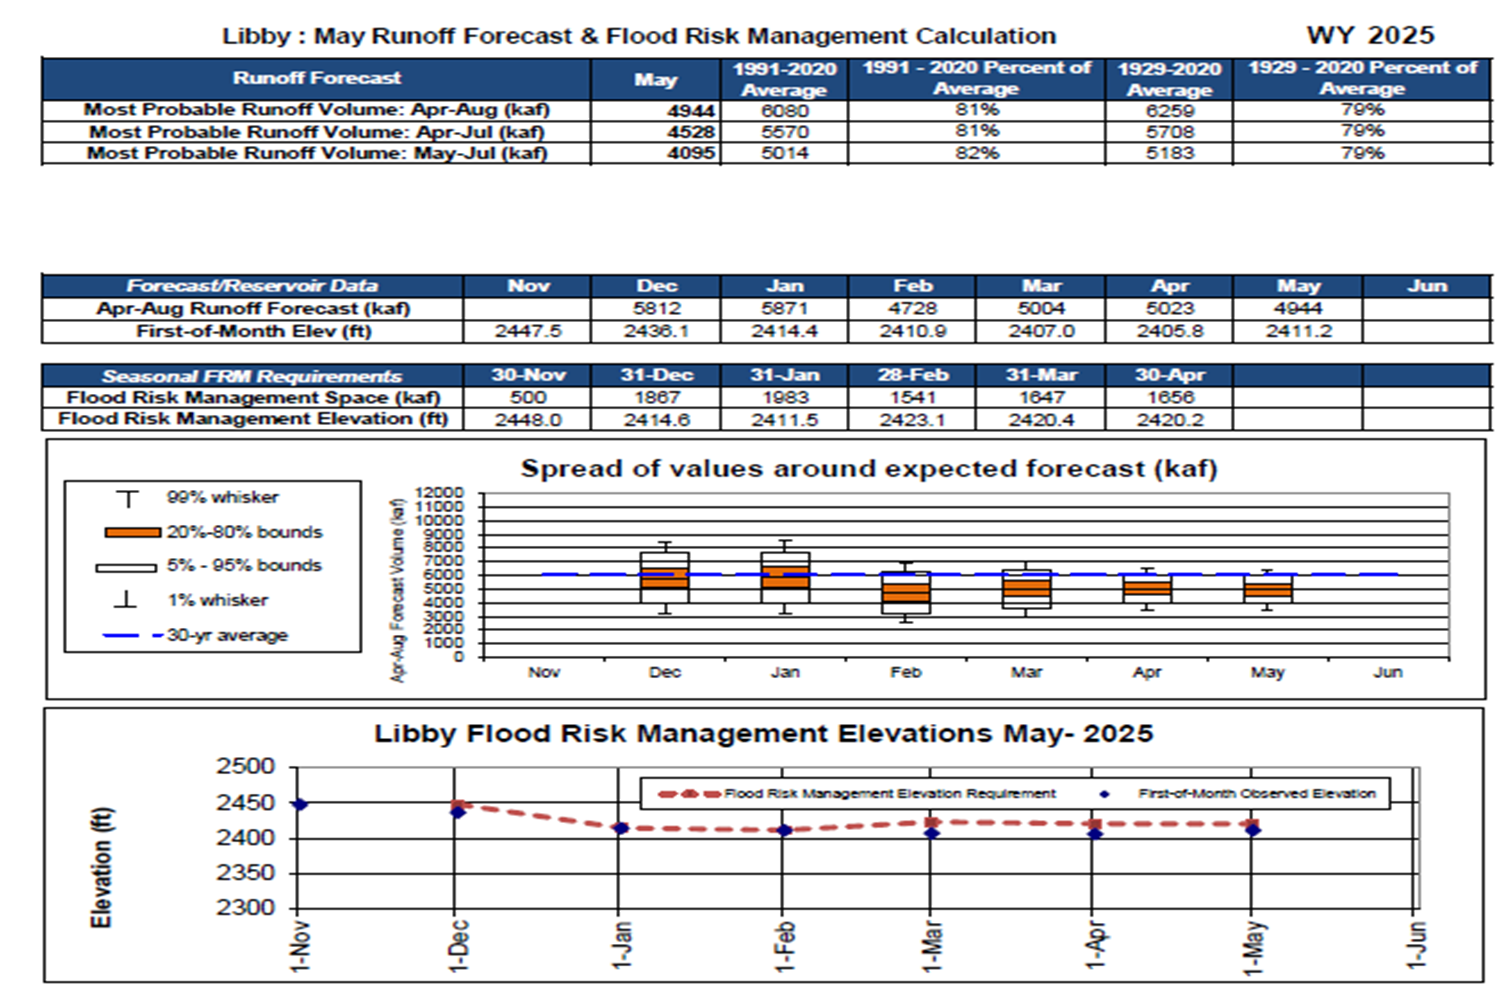 Libby : May Runoff Forecast & Flood Risk Management Calculation WY 2025
Runoff Forecast May 1991-2020 Average 1991 - 2020 Percent of Average 1929-2020 Average 1929 - 2020 Percent of Average
Most Probable Runoff Volume: Apr-Aug (kaf) 4944 6080 81% 6259 79%
Most Probable Runoff Volume: Apr-Jul (kaf) 4528 5570 81% 5708 79%
Most Probable Runoff Volume: May-Jul (kaf) 4095 5014 82% 5183 79%
Forecast/Reservoir Data Nov Dec Jan Feb Mar Apr May Jun
Apr-Aug Runoff Forecast (kaf) 5812 5871 4728 5004 5023 4944
First-of-Month Elev (ft) 2447.5 2436.1 2414.4 2410.9 2407.0 2405.8 2411.2
Seasonal FRM Requirements 30-Nov 31-Dec 31-Jan 28-Feb 31-Mar 30-Apr
Flood Risk Management Space (kaf) 500 1867 1983 1541 1647 1656
Flood Risk Management Elevation (ft) 2448.0 2414.6 2411.5 2423.1 2420.4 2420.2
Spread of values around expected forecast (kaf)
99% whisker
20%-80% bounds
5% - 95% bounds
1% whisker
30-yr average
Apr-Aug Forecast Volume (kaf)
12000
11000
10000
9000
8000
7000
6000
5000
4000
3000
2000
1000
0
Nov Dec Jan Feb Mar Apr May Jun
Libby Flood Risk Management Elevations May- 2025
Flood Risk Management Elevation Requirement First-of-Month Observed Elevation
Elevation (ft)
2500
2450
2400
2350
2300
1-Nov 1-Dec 1-Jan 1-Feb 1-Mar 1-Apr 1-May 1-Jun